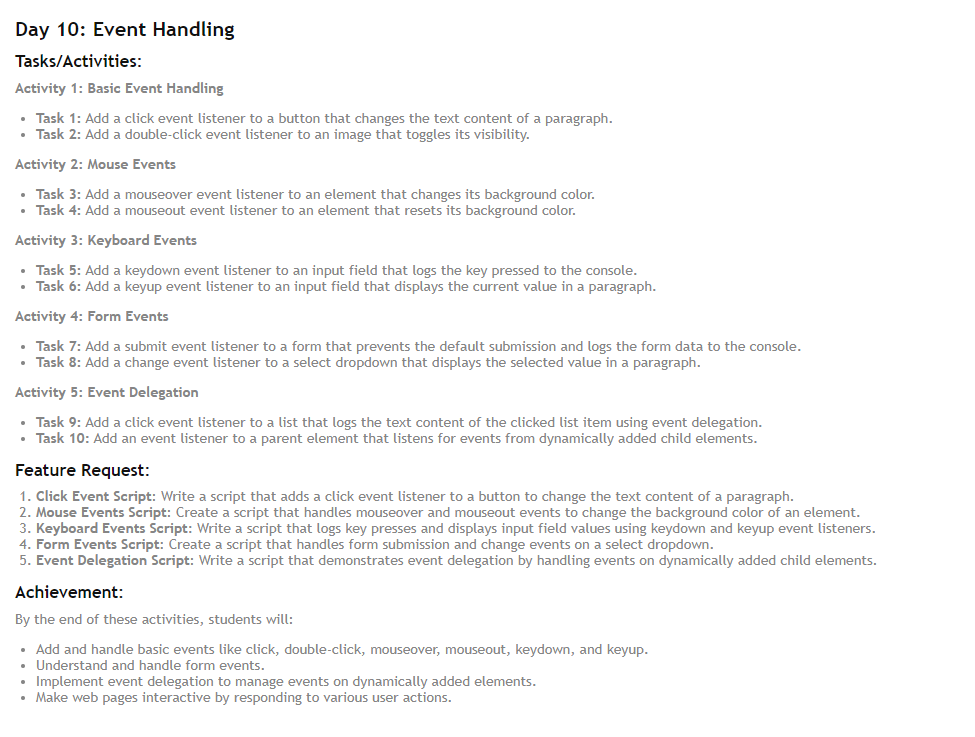 Day 10: Event Handling
Tasks/Activities:
Activity 1: Basic Event Handling
• Task 1: Add a click event listener to a button that changes the text content of a paragraph.
• Task 2: Add a double-click event listener to an image that toggles its visibility.
Activity 2: Mouse Events
• Task 3: Add a mouseover event listener to an element that changes its background color.
• Task 4: Add a mouseout event listener to an element that resets its background color.
Activity 3: Keyboard Events
• Task 5: Add a keydown event listener to an input field that logs the key pressed to the console.
• Task 6: Add a keyup event listener to an input field that displays the current value in a paragraph.
Activity 4: Form Events
• Task 7: Add a submit event listener to a form that prevents the default submission and logs the form data to the console.
• Task 8: Add a change event listener to a select dropdown that displays the selected value in a paragraph.
Activity 5: Event Delegation
• Task 9: Add a click event listener to a list that logs the text content of the clicked list item using event delegation.
• Task 10: Add an event listener to a parent element that listens for events from dynamically added child elements.
Feature Request:
1. Click Event Script: Write a script that adds a click event listener to a button to change the text content of a paragraph.
2. Mouse Events Script: Create a script that handles mouseover and mouseout events to change the background color of an element.
3. Keyboard Events Script: Write a script that logs key presses and displays input field values using keydown and keyup event listeners.
4. Form Events Script: Create a script that handles form submission and change events on a select dropdown.
5. Event Delegation Script: Write a script that demonstrates event delegation by handling events on dynamically added child elements.
Achievement:
By the end of these activities, students will:
• Add and handle basic events like click, double-click, mouseover, mouseout, keydown, and keyup.
• Understand and handle form events.
• Implement event delegation to manage events on dynamically added elements.
• Make web pages interactive by responding to various user actions.